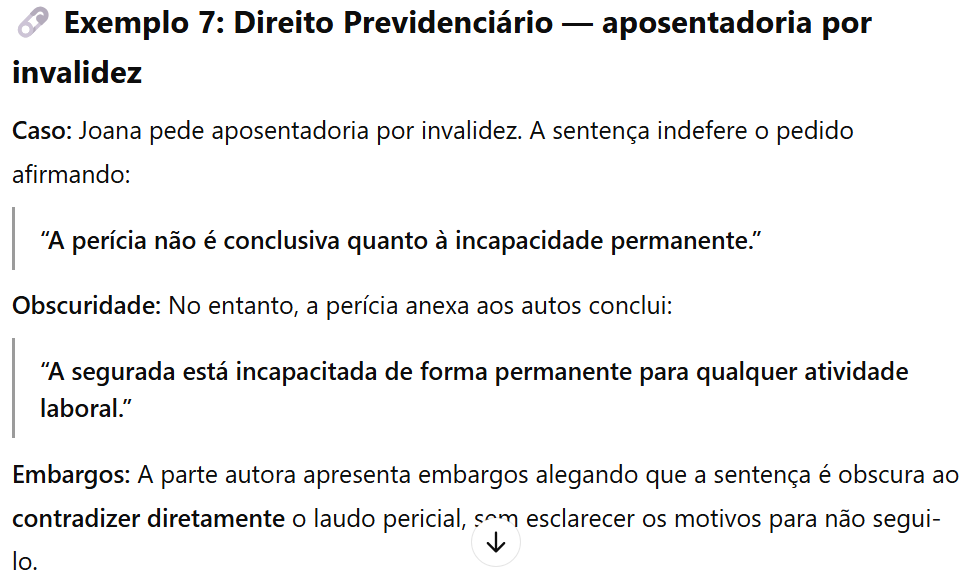 🔗 Exemplo 7: Direito Previdenciário — aposentadoria por
invalidez
Caso: Joana pede aposentadoria por invalidez. A sentença indefere o pedido
afirmando:
“A perícia não é conclusiva quanto à incapacidade permanente.”
Obscuridade: No entanto, a perícia anexa aos autos conclui:
“A segurada está incapacitada de forma permanente para qualquer atividade
laboral.”
Embargos: A parte autora apresenta embargos alegando que a sentença é obscura ao
contradizer diretamente o laudo pericial, sem esclarecer os motivos para não segui-
lo.